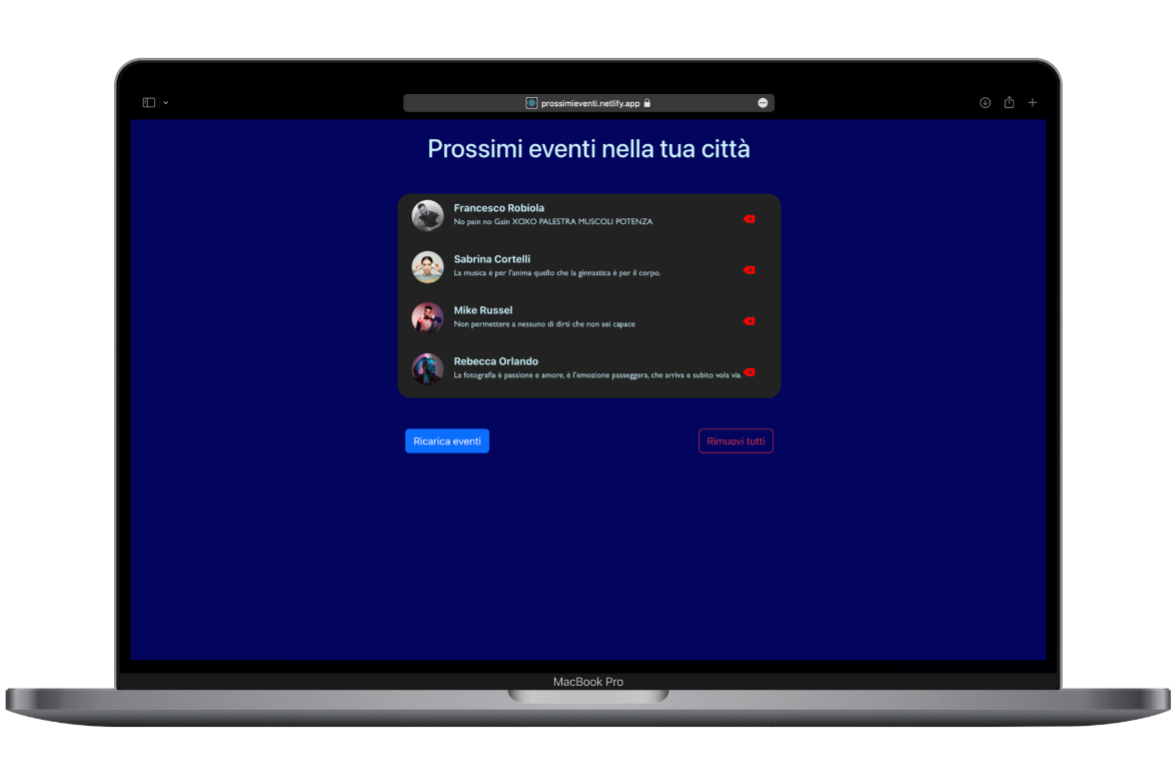 prossimieventi.netlify.app
Prossimi eventi nella tua città
Francesco Robiola
No pain no Gain XOXO PALESTRA MUSCOLI POTENZA
Sabrina Cortelli
La musica è per l'anima quello che la ginnastica è per il corpo.
Mike Russel
Non permettere a nessuno di dirti che non sei capace
Rebecca Orlando
La fotografia è passione e amore, è l'emozione passeggera, che arriva e subito vola via.
Ricarica eventi
Rimuovi tutti
MacBook Pro